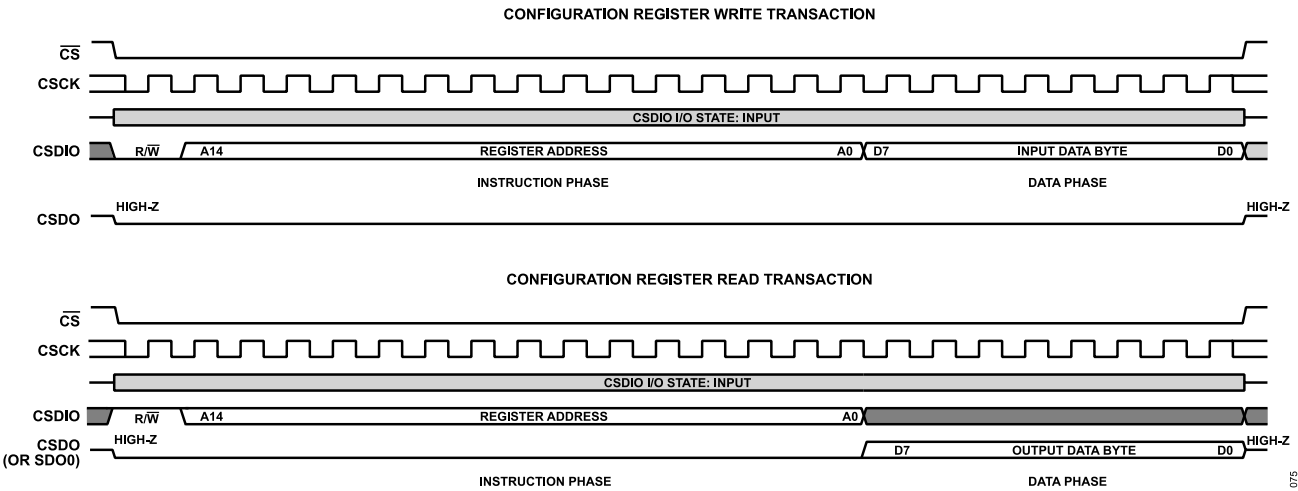 CONFIGURATION REGISTER WRITE TRANSACTION
CS
CSCK
CSDIO I/O STATE: INPUT
CSDIO R/W A14 REGISTER ADDRESS A0 D7 INPUT DATA BYTE D0
INSTRUCTION PHASE DATA PHASE
HIGH-Z HIGH-Z
CSDO
CONFIGURATION REGISTER READ TRANSACTION
CS
CSCK
CSDIO I/O STATE: INPUT
CSDIO R/W A14 REGISTER ADDRESS A0
HIGH-Z HIGH-Z
CSDO
(OR SDO0) D7 OUTPUT DATA BYTE D0
INSTRUCTION PHASE DATA PHASE
075